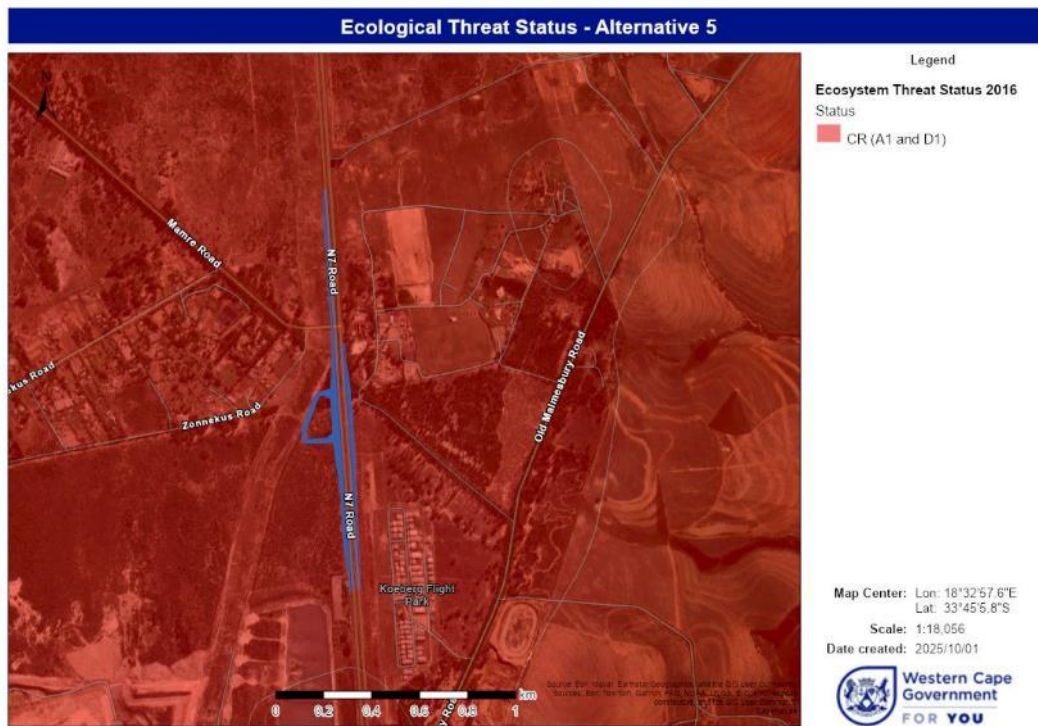 Ecological Threat Status - Alternative 5
Legend
Ecosystem Threat Status 2016
Status
CR (A1 and D1)
N
Mamre Road
N7 Road
Old Malmesbury Road
Zonnekus Road
N7 Road
Koeberg Flight
Park
km
0 0.2 0.4 0.6 0.8 1
Map Center: Lon: 18°32'57.6"E
Lat: 33°45'5.8"S
Scale: 1:18,056
Date created: 2025/10/01
Western Cape
Government
FOR YOU